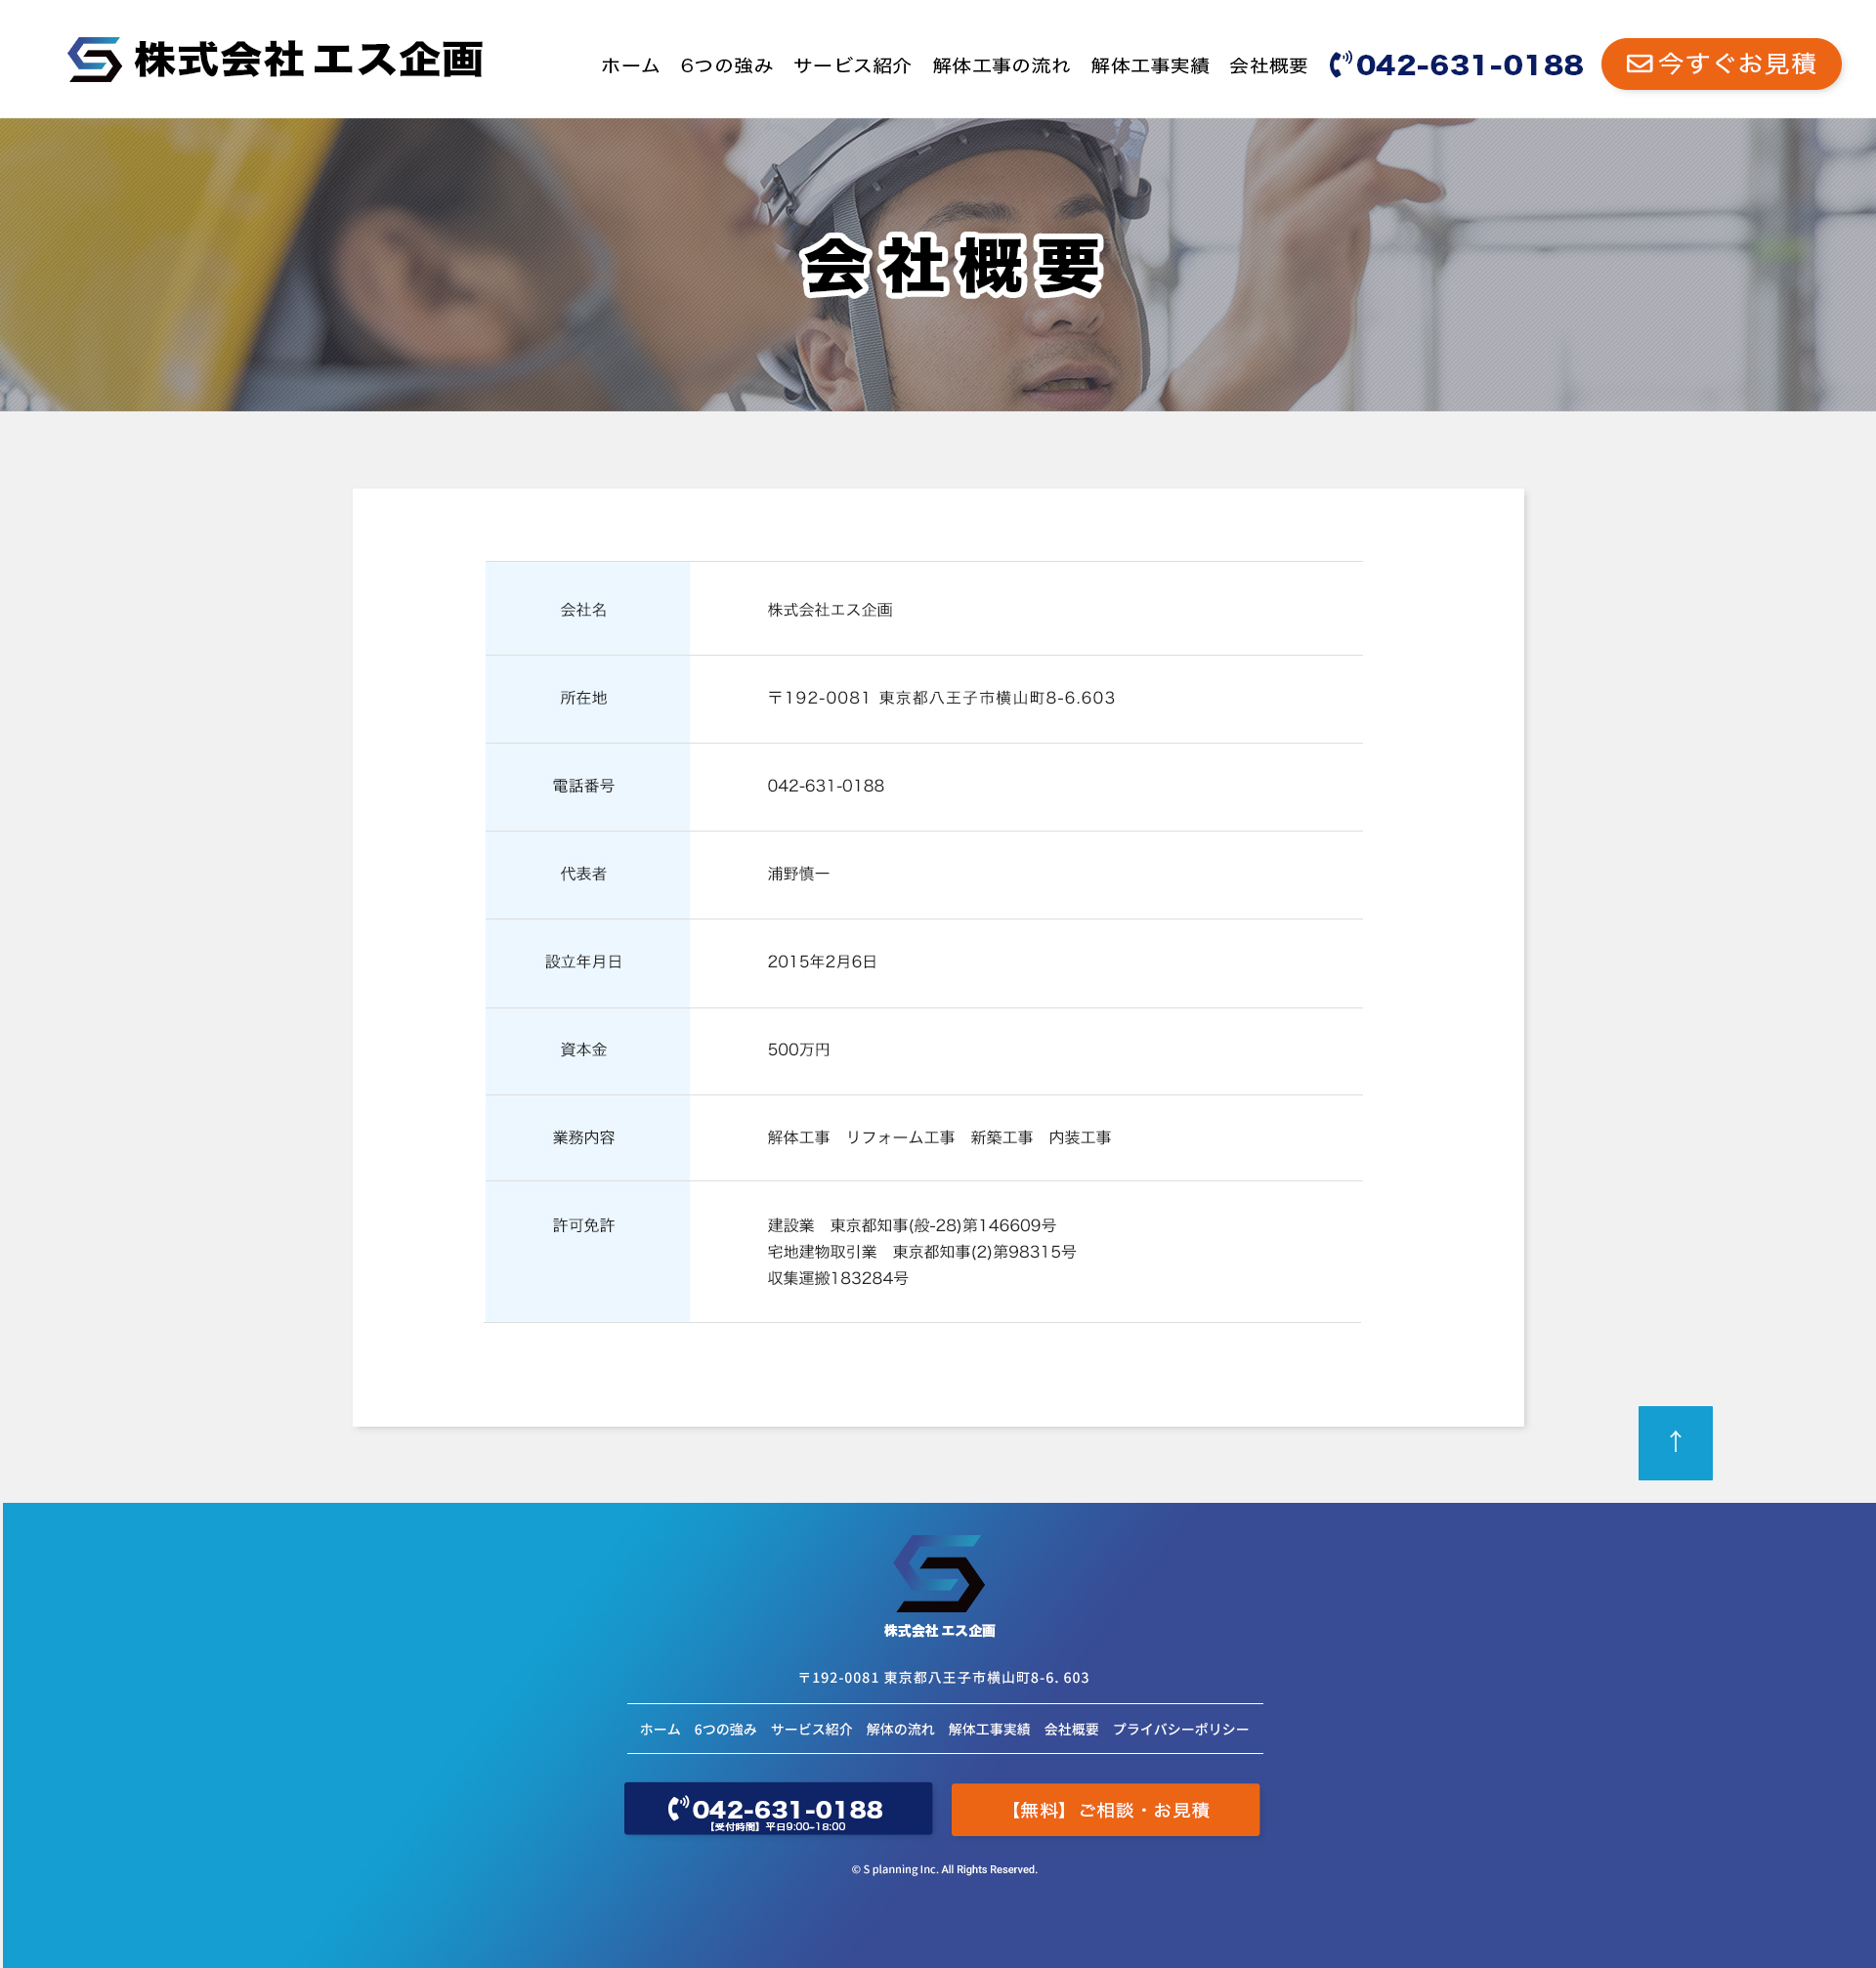 株式会社 エス企画
ホーム 6つの強み サービス紹介 解体工事の流れ 解体工事実績 会社概要 042-631-0188 今すぐお見積
会社概要
会社名 株式会社エス企画
所在地 〒192-0081 東京都八王子市横山町8-6.603
電話番号 042-631-0188
代表者 浦野慎一
設立年月日 2015年2月6日
資本金 500万円
業務内容 解体工事　リフォーム工事　新築工事　内装工事
許可免許 建設業　東京都知事(般-28)第146609号
宅地建物取引業　東京都知事(2)第98315号
収集運搬183284号
↑
株式会社 エス企画
〒192-0081 東京都八王子市横山町8-6. 603
ホーム 6つの強み サービス紹介 解体の流れ 解体工事実績 会社概要 プライバシーポリシー
042-631-0188
【受付時間】平日9:00-18:00
【無料】ご相談・お見積
© S planning Inc. All Rights Reserved.